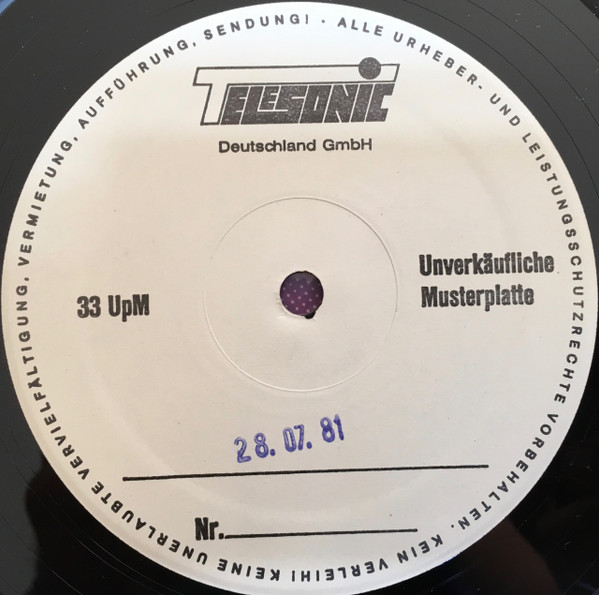 TELESONIC
Deutschland GmbH
33 UpM
Unverkäufliche
Musterplatte
28.07.81
Nr.
ALLE URHEBER- UND LEISTUNGSSCHUTZRECHTE VORBEHALTEN. KEIN VERLEIH! KEINE UNERLAUBTE VERVIELFÄLTIGUNG, VERMIETUNG, AUFFÜHRUNG, SENDUNG! ·